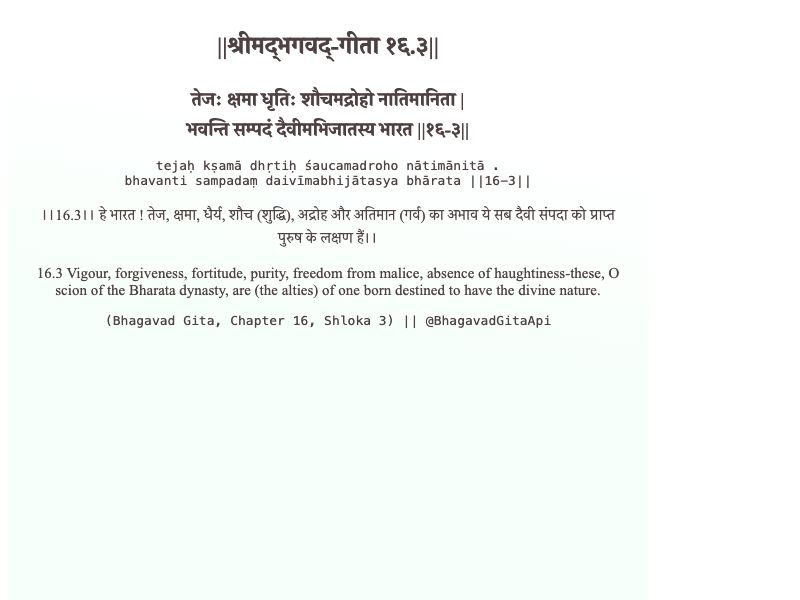 ||श्रीमद्‍भगवद्‍-गीता १६.३||
तेजः क्षमा धृतिः शौचमद्रोहो नातिमानिता |
भवन्ति सम्पदं दैवीमभिजातस्य भारत ||१६-३||
tejaḥ kṣamā dhṛtiḥ śaucamadroho nātimānitā .
bhavanti sampadaṃ daivīmabhijātasya bhārata ||16-3||
।।16.3।। हे भारत ! तेज, क्षमा, धैर्य, शौच (शुद्धि), अद्रोह और अतिमान (गर्व) का अभाव ये सब दैवी संपदा को प्राप्त
पुरुष के लक्षण हैं।।
16.3 Vigour, forgiveness, fortitude, purity, freedom from malice, absence of haughtiness-these, O
scion of the Bharata dynasty, are (the alties) of one born destined to have the divine nature.
(Bhagavad Gita, Chapter 16, Shloka 3) || @BhagavadGitaApi